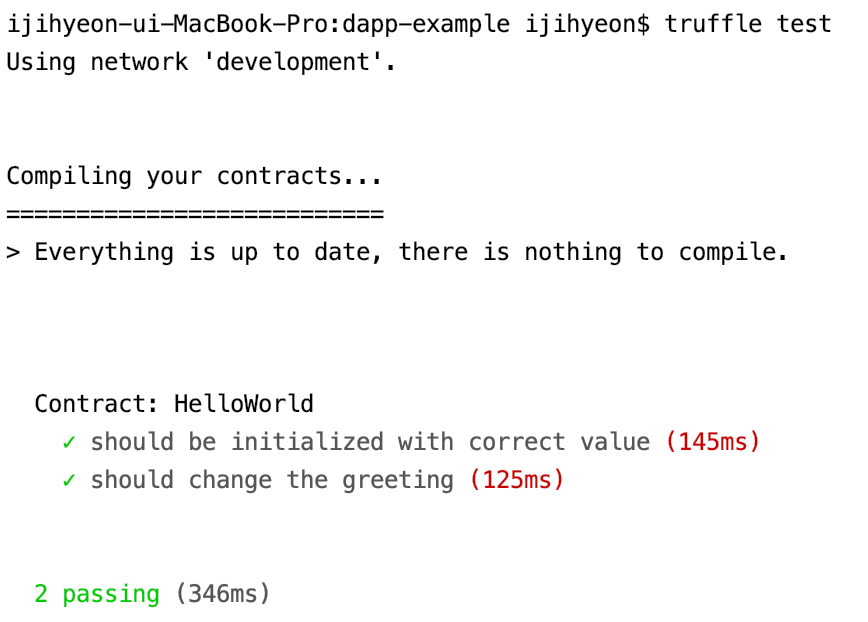 ijihyeon-ui-MacBook-Pro:dapp-example ijihyeon$ truffle test
Using network 'development'.
Compiling your contracts...
===========================
> Everything is up to date, there is nothing to compile.
Contract: HelloWorld
✓ should be initialized with correct value (145ms)
✓ should change the greeting (125ms)
2 passing (346ms)